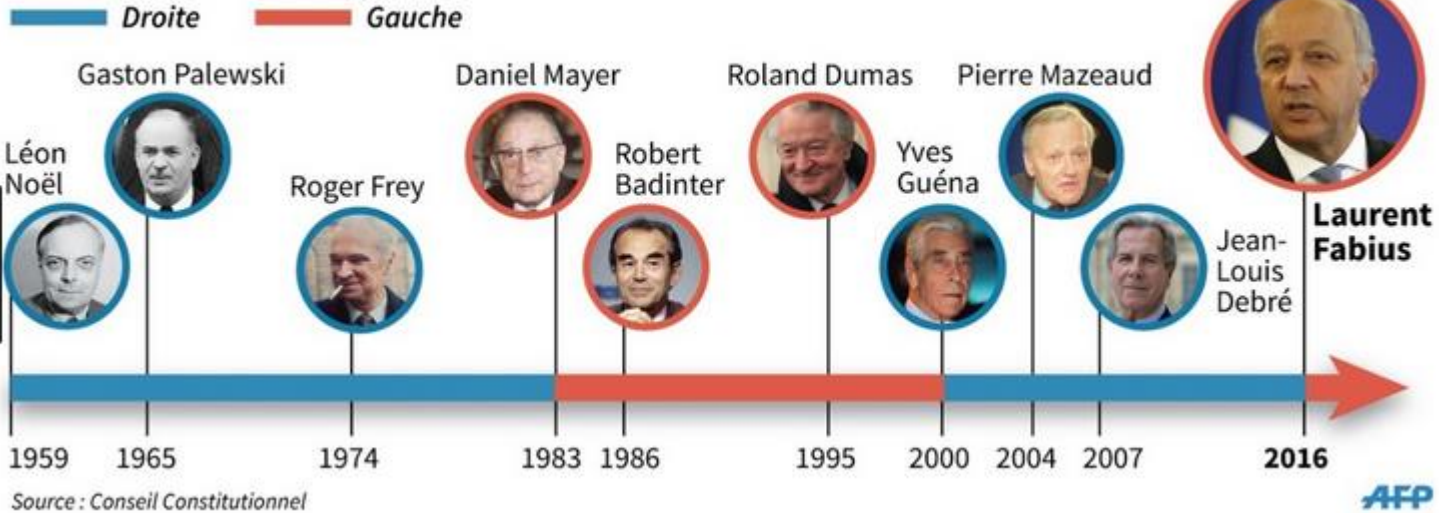 Droite
Gauche
Gaston Palewski
Daniel Mayer
Roland Dumas
Pierre Mazeaud
Léon
Noël
Roger Frey
Robert
Badinter
Yves
Guéna
Laurent
Fabius
Jean-
Louis
Debré
1959
1965
1974
1983
1986
1995
2000
2004
2007
2016
Source : Conseil Constitutionnel
AFP